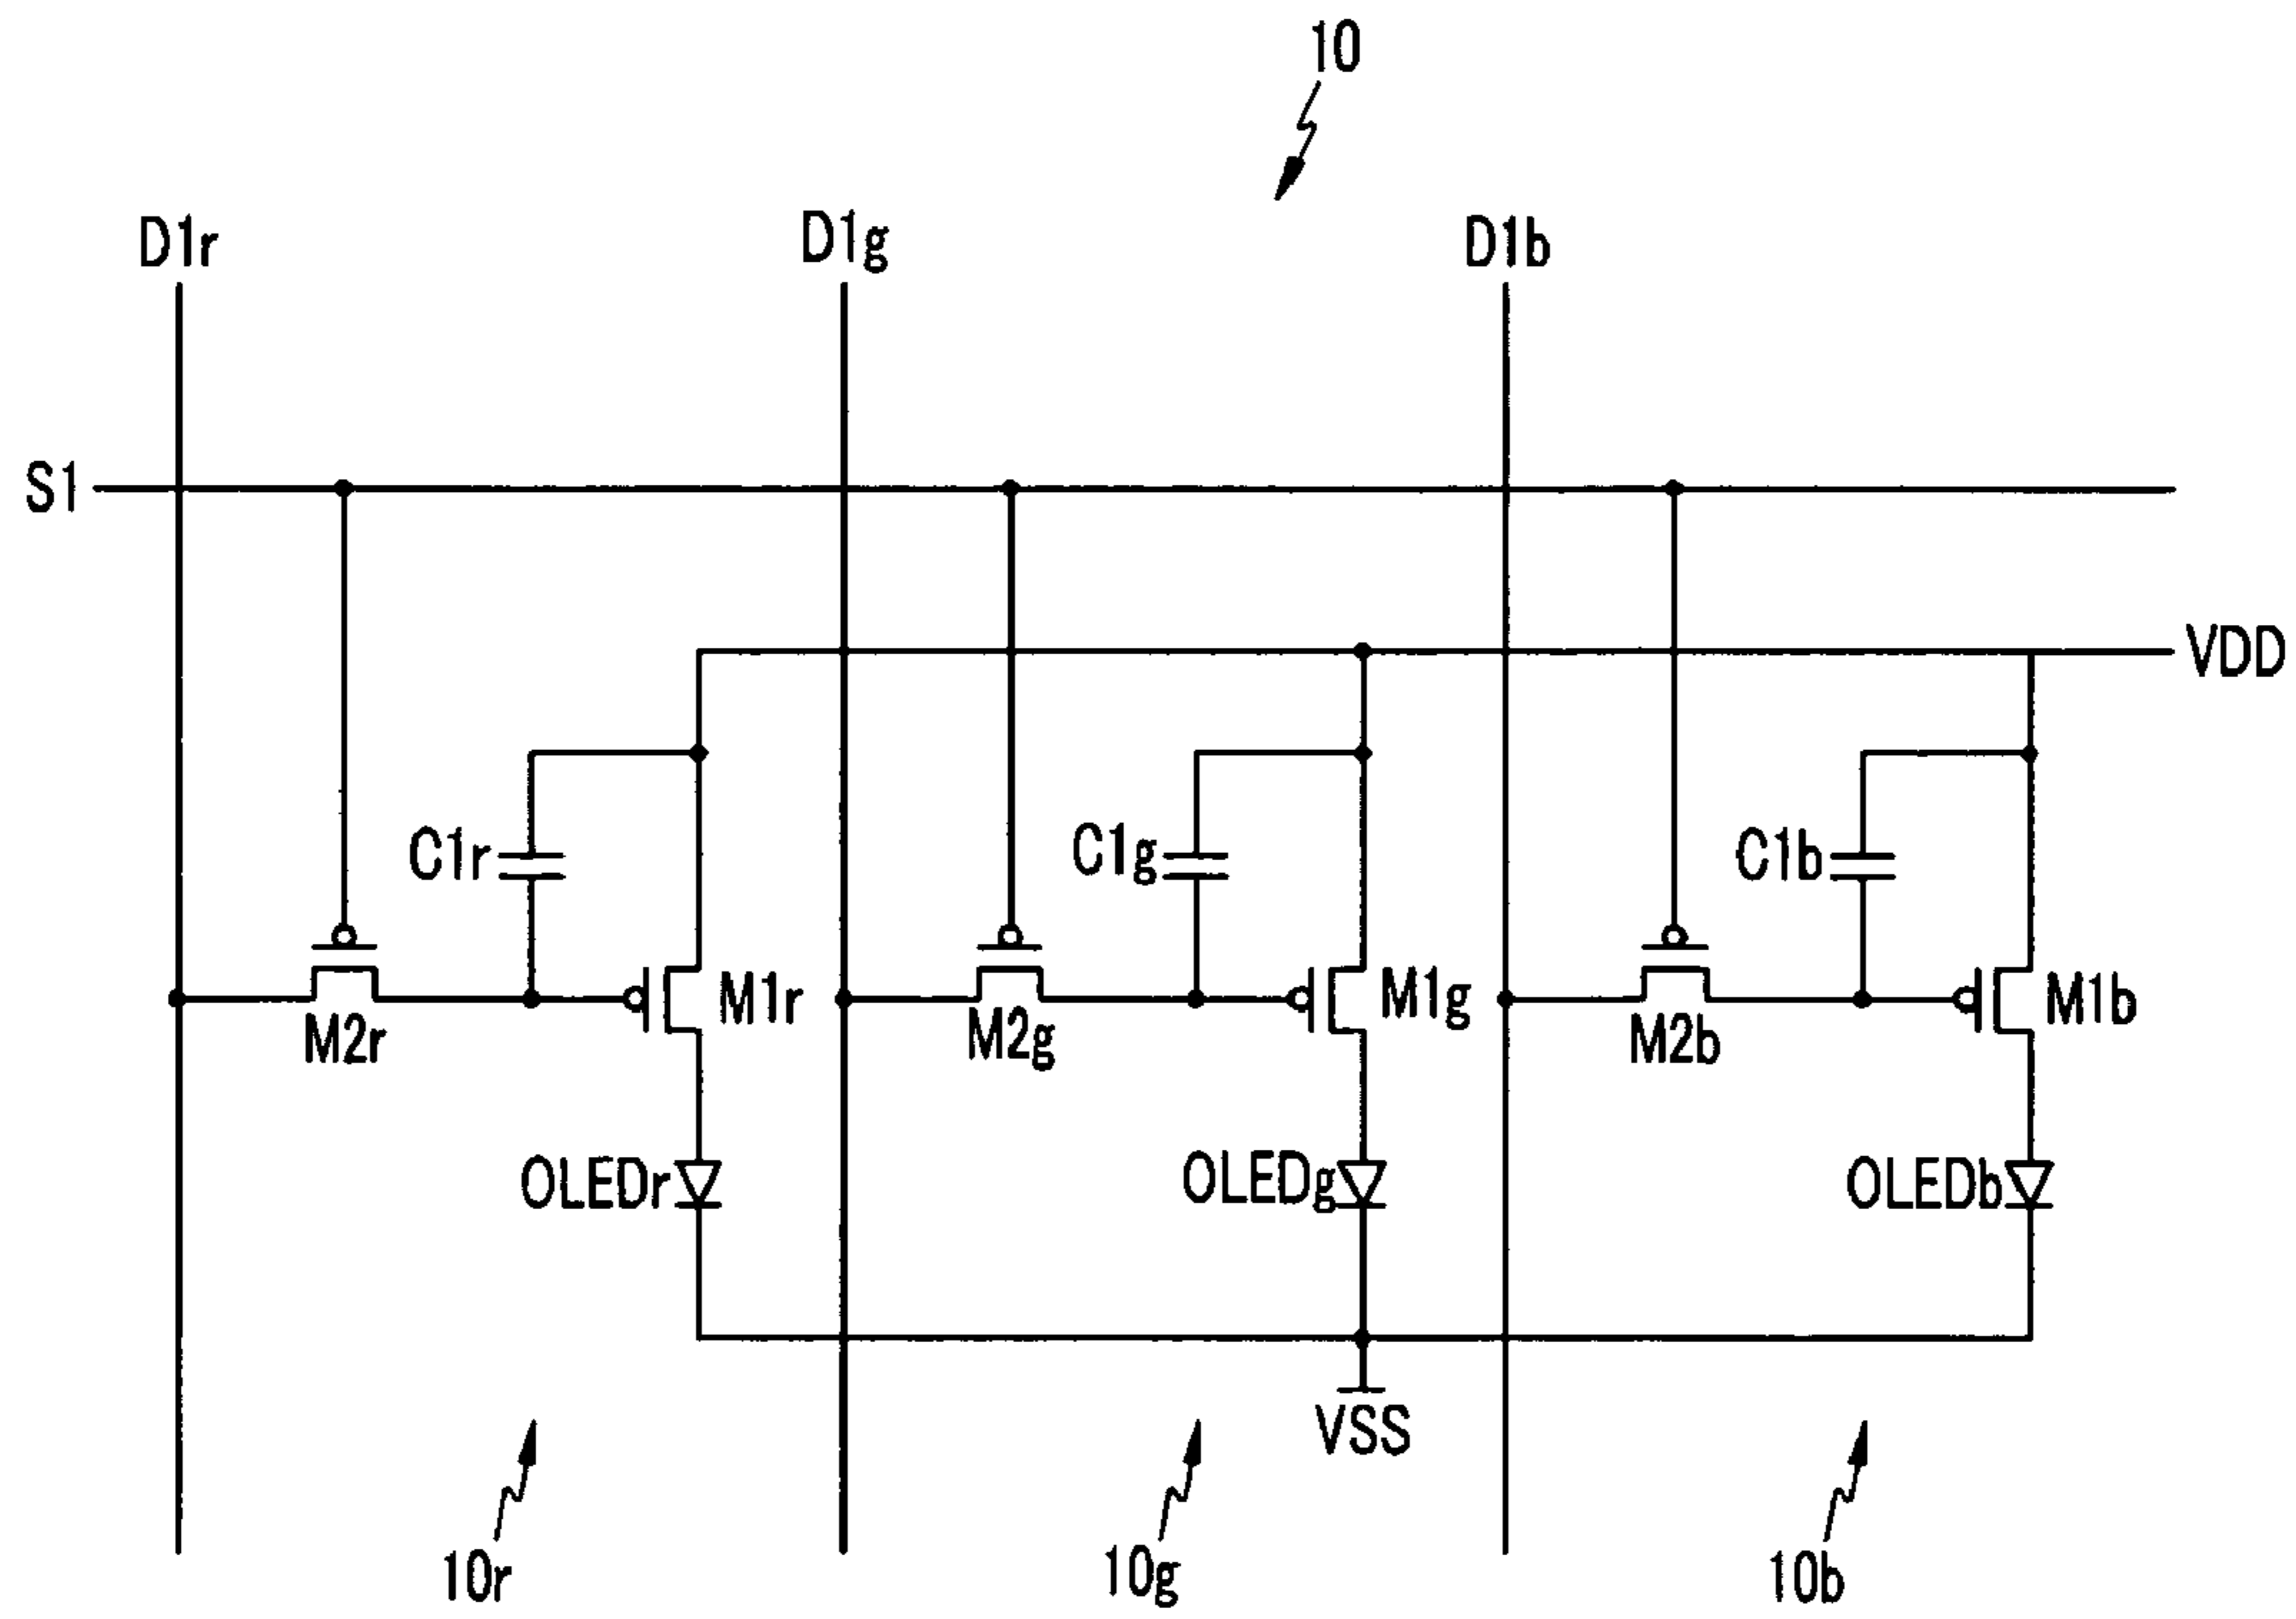 10
D1r
D1g
D1b
S1
VDD
C1r
C1g
C1b
M2r
M1r
M2g
M1g
M2b
M1b
OLEDr
OLEDg
OLEDb
VSS
10r
10g
10b